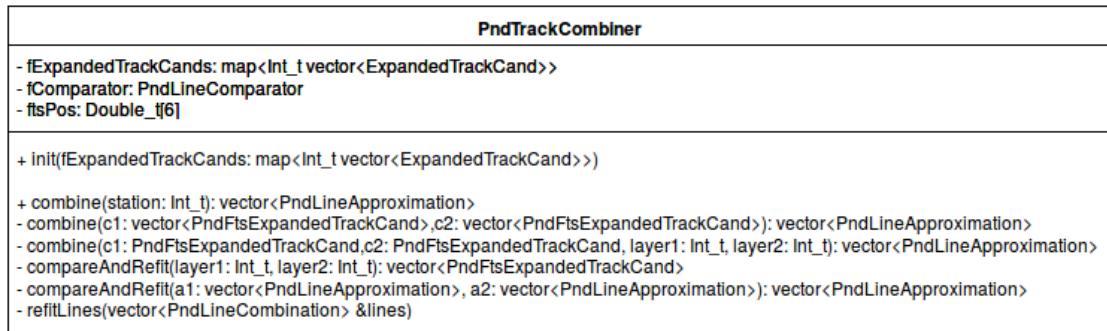 PndTrackCombiner
- fExpandedTrackCands: map<Int_t vector<ExpandedTrackCand>>
- fComparator: PndLineComparator
- ftsPos: Double_t[6]
+ init(fExpandedTrackCands: map<Int_t vector<ExpandedTrackCand>>)
+ combine(station: Int_t): vector<PndLineApproximation>
- combine(c1: vector<PndFtsExpandedTrackCand>,c2: vector<PndFtsExpandedTrackCand>): vector<PndLineApproximation>
- combine(c1: PndFtsExpandedTrackCand,c2: PndFtsExpandedTrackCand, layer1: Int_t, layer2: Int_t): vector<PndLineApproximation>
- compareAndRefit(layer1: Int_t, layer2: Int_t): vector<PndFtsExpandedTrackCand>
- compareAndRefit(a1: vector<PndLineApproximation>, a2: vector<PndLineApproximation>): vector<PndLineApproximation>
- refitLines(vector<PndLineCombination> &lines)